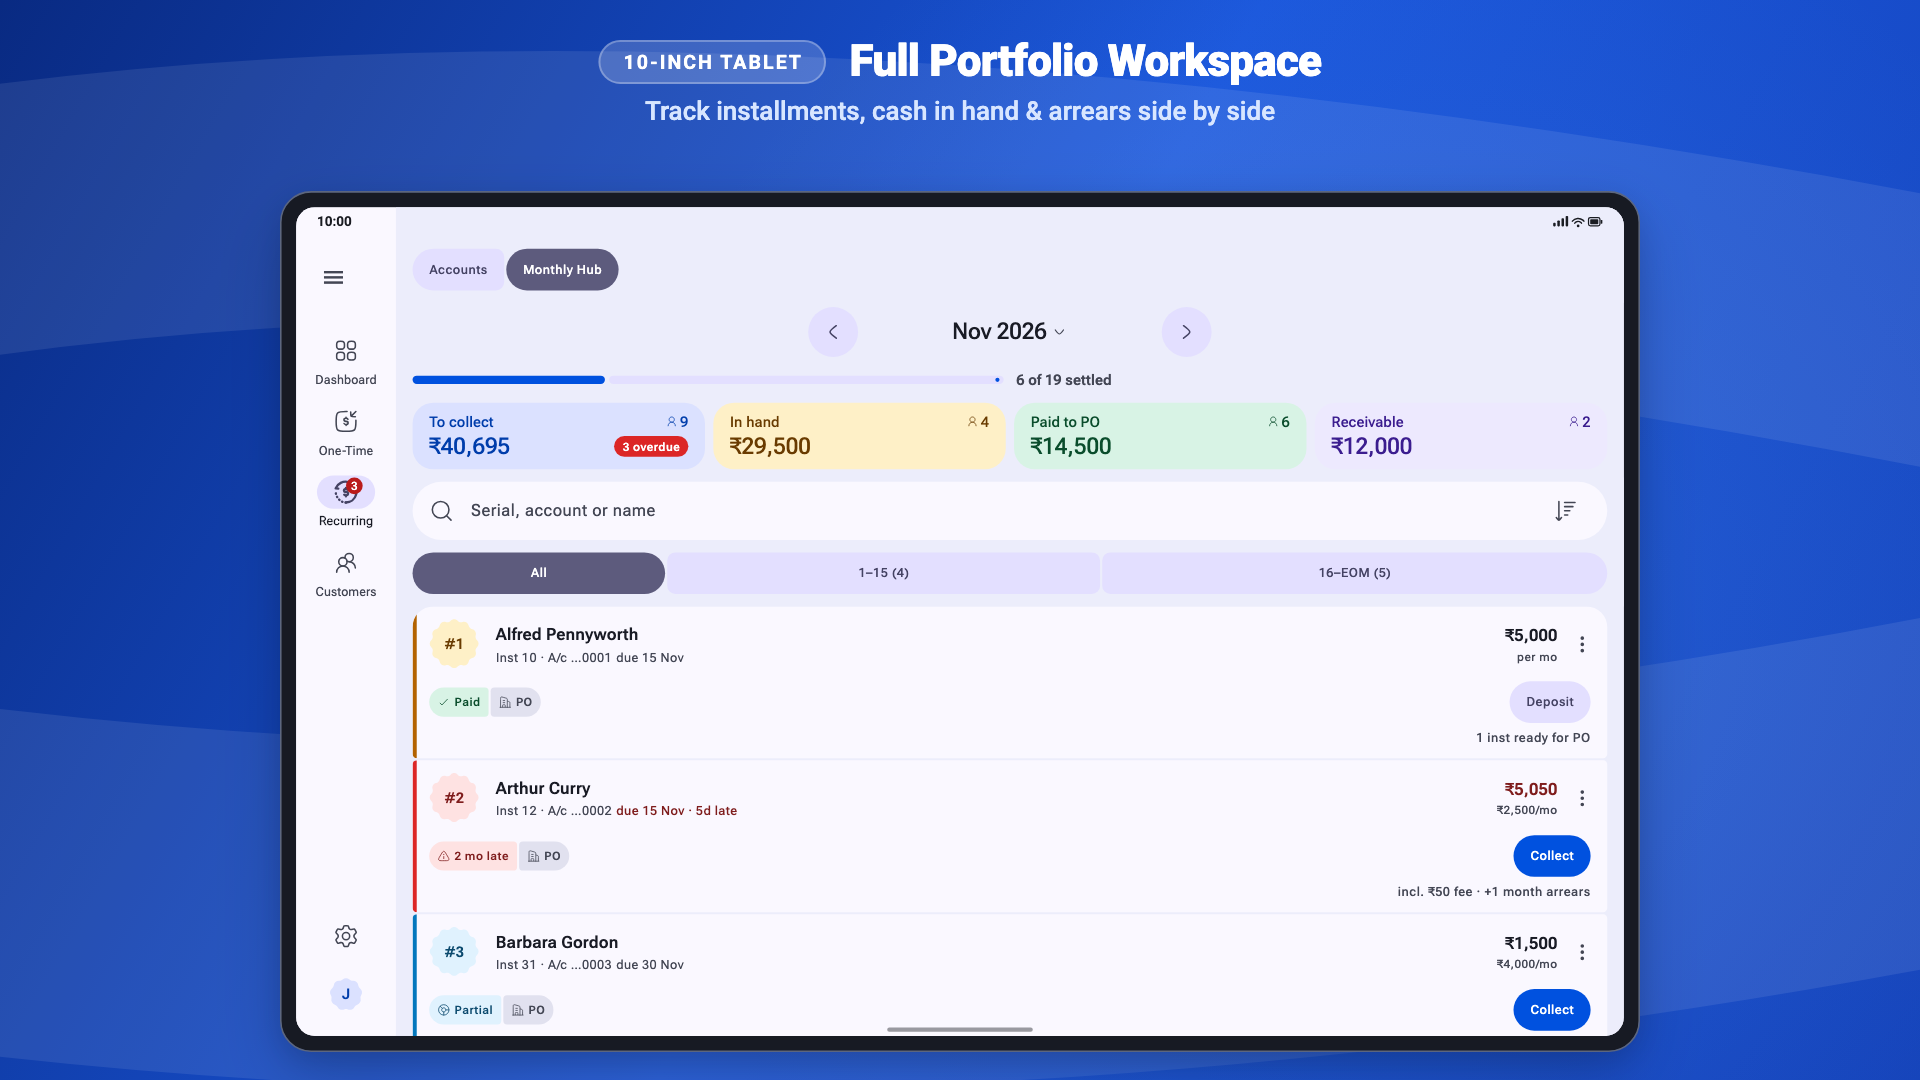 10-INCH TABLET
Full Portfolio Workspace
Track installments, cash in hand & arrears side by side
10:00
Dashboard
One-Time
3
Recurring
Customers
J
Accounts
Monthly Hub
Nov 2026
6 of 19 settled
To collect
9
₹40,695
3 overdue
In hand
4
₹29,500
Paid to PO
6
₹14,500
Receivable
2
₹12,000
Serial, account or name
All
1–15 (4)
16–EOM (5)
#1
Alfred Pennyworth
Inst 10 · A/c ...0001 due 15 Nov
₹5,000
per mo
Paid
PO
Deposit
1 inst ready for PO
#2
Arthur Curry
Inst 12 · A/c ...0002 due 15 Nov · 5d late
₹5,050
₹2,500/mo
2 mo late
PO
Collect
incl. ₹50 fee · +1 month arrears
#3
Barbara Gordon
Inst 31 · A/c ...0003 due 30 Nov
₹1,500
₹4,000/mo
Partial
PO
Collect